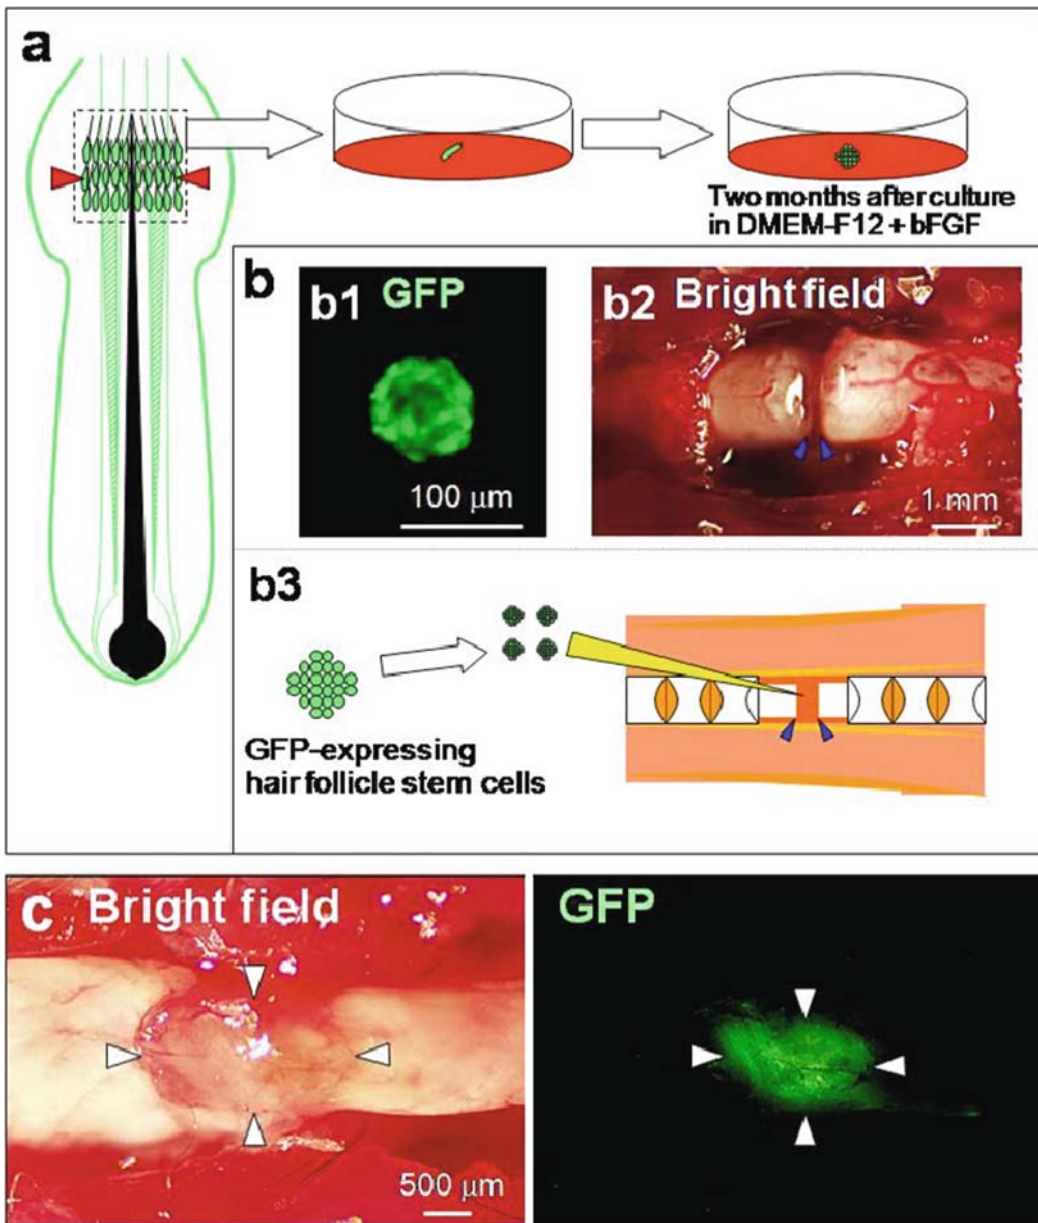 a
Two months after culture
in DMEM-F12 + bFGF
b
b1 GFP
100 μm
b2 Bright field
1 mm
b3
GFP-expressing
hair follicle stem cells
c Bright field
500 μm
GFP